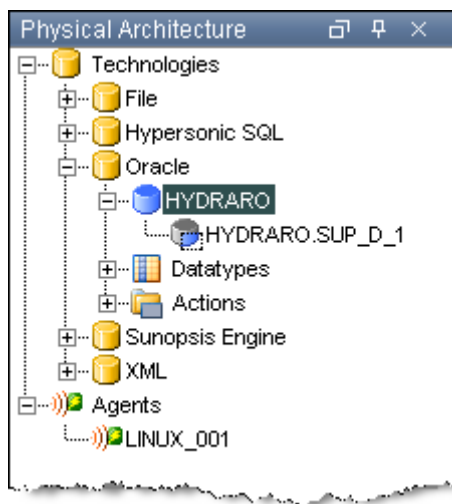 Physical Architecture
Technologies
File
Hypersonic SQL
Oracle
HYDRARO
HYDRARO.SUP_D_1
Datatypes
Actions
Sunopsis Engine
XML
Agents
LINUX_001